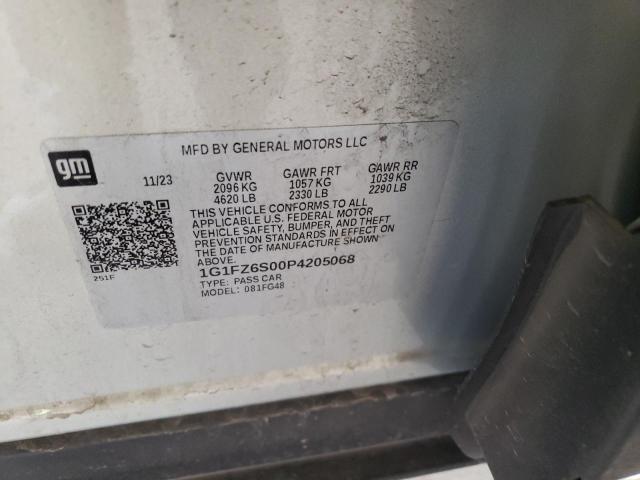 gm
MFD BY GENERAL MOTORS LLC
11/23
GVWR GAWR FRT GAWR RR
2096 KG 1057 KG 1039 KG
4620 LB 2330 LB 2290 LB
THIS VEHICLE CONFORMS TO ALL
APPLICABLE U.S. FEDERAL MOTOR
VEHICLE SAFETY, BUMPER, AND THEFT
PREVENTION STANDARDS IN EFFECT ON
THE DATE OF MANUFACTURE SHOWN
ABOVE.
251F
1G1FZ6S00P4205068
TYPE: PASS CAR
MODEL: 081FG48